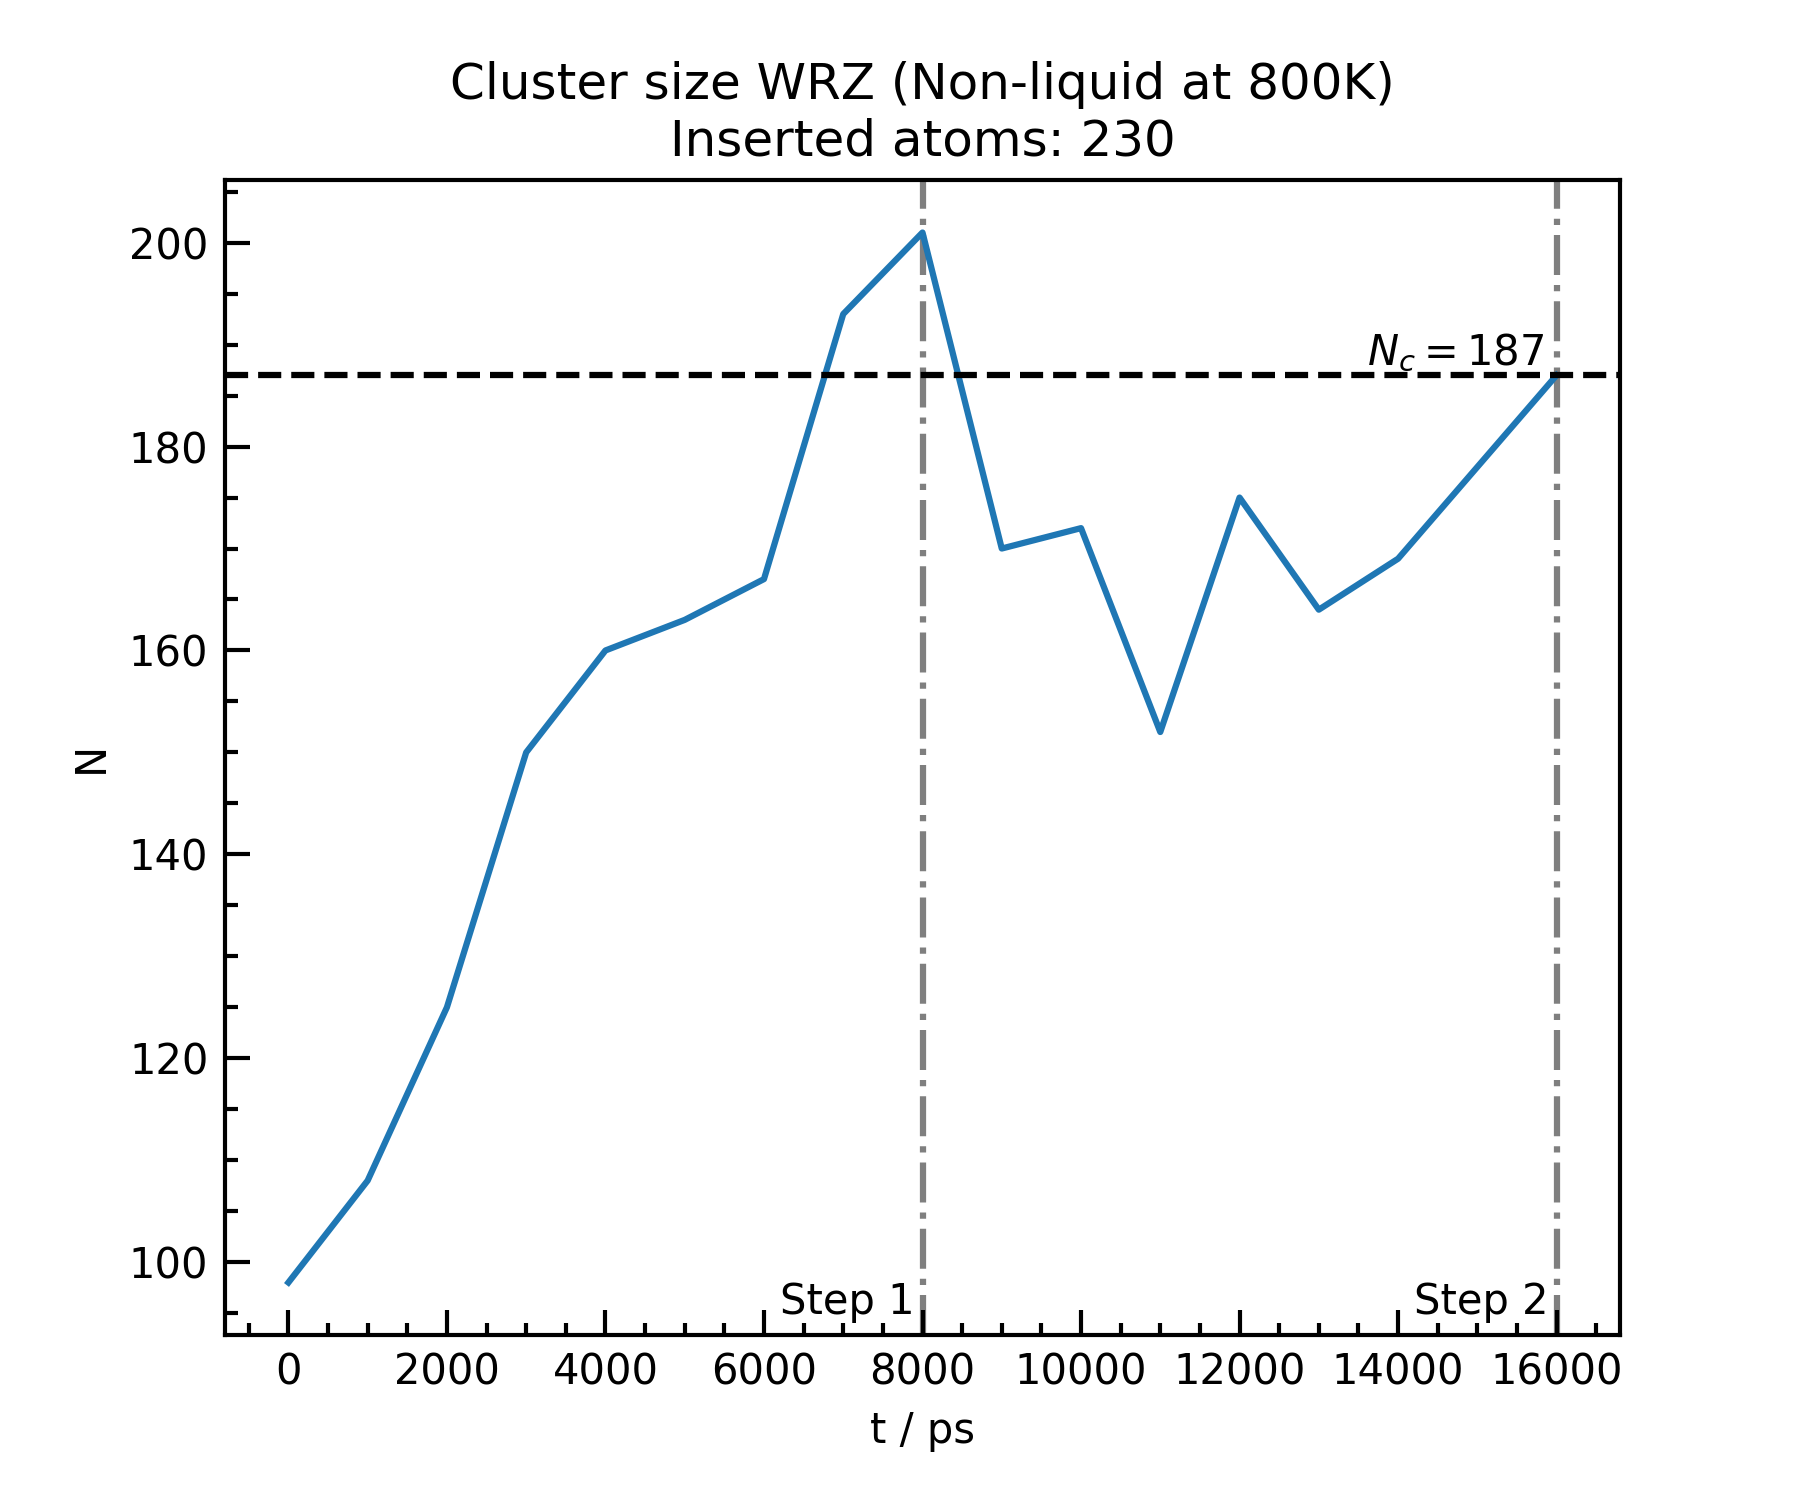 Cluster size WRZ (Non-liquid at 800K)
Inserted atoms: 230
200
180
160
140
120
100
N
N_c = 187
Step 1
Step 2
0 2000 4000 6000 8000 10000 12000 14000 16000
t / ps